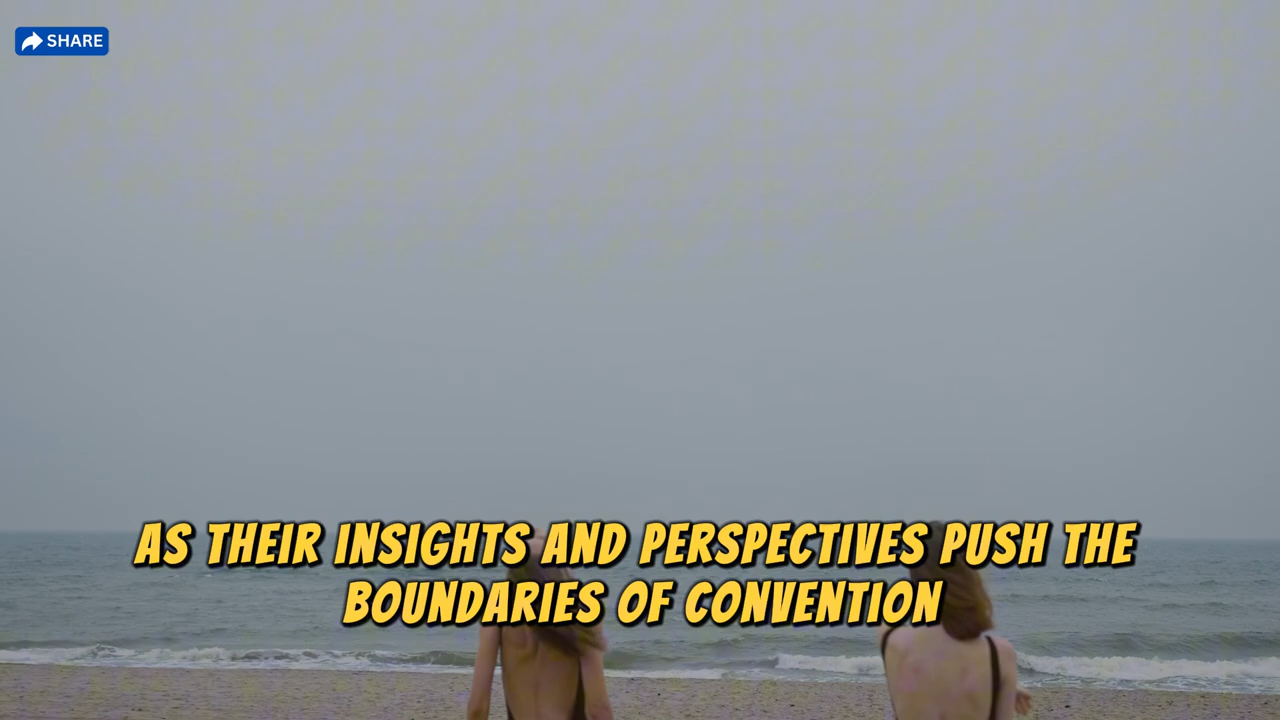 SHARE
AS THEIR INSIGHTS AND PERSPECTIVES PUSH THE
BOUNDARIES OF CONVENTION